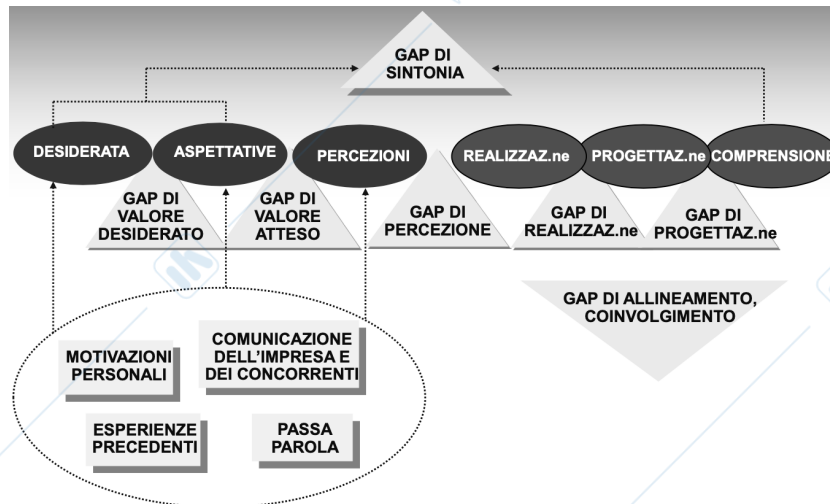 GAP DI
SINTONIA
DESIDERATA
ASPETTATIVE
PERCEZIONI
REALIZZAZ.ne
PROGETTAZ.ne
COMPRENSIONE
GAP DI
VALORE
DESIDERATO
GAP DI
VALORE
ATTESO
GAP DI
PERCEZIONE
GAP DI
REALIZZAZ.ne
GAP DI
PROGETTAZ.ne
GAP DI ALLINEAMENTO,
COINVOLGIMENTO
MOTIVAZIONI
PERSONALI
COMUNICAZIONE
DELL'IMPRESA E
DEI CONCORRENTI
ESPERIENZE
PRECEDENTI
PASSA
PAROLA